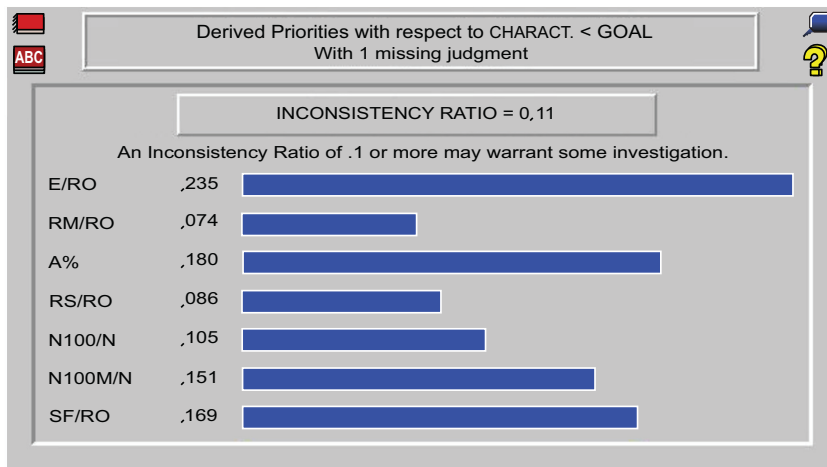 Derived Priorities with respect to CHARACT. < GOAL
With 1 missing judgment
ABC
?
INCONSISTENCY RATIO = 0,11
An Inconsistency Ratio of .1 or more may warrant some investigation.
E/RO ,235
RM/RO ,074
A% ,180
RS/RO ,086
N100/N ,105
N100M/N ,151
SF/RO ,169